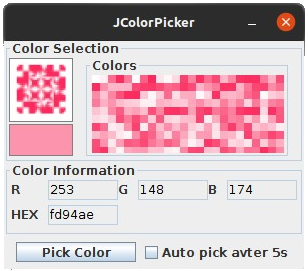 JColorPicker
Color Selection
Colors
Color Information
R 253 G 148 B 174
HEX fd94ae
Pick Color Auto pick avter 5s